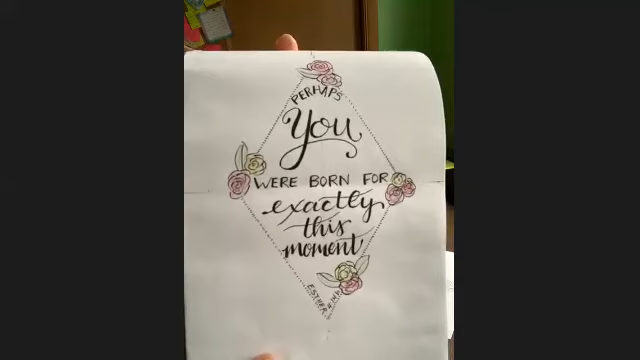 PERHAPS
You
WERE BORN FOR
exactly
this
moment
ESTHER 4:14